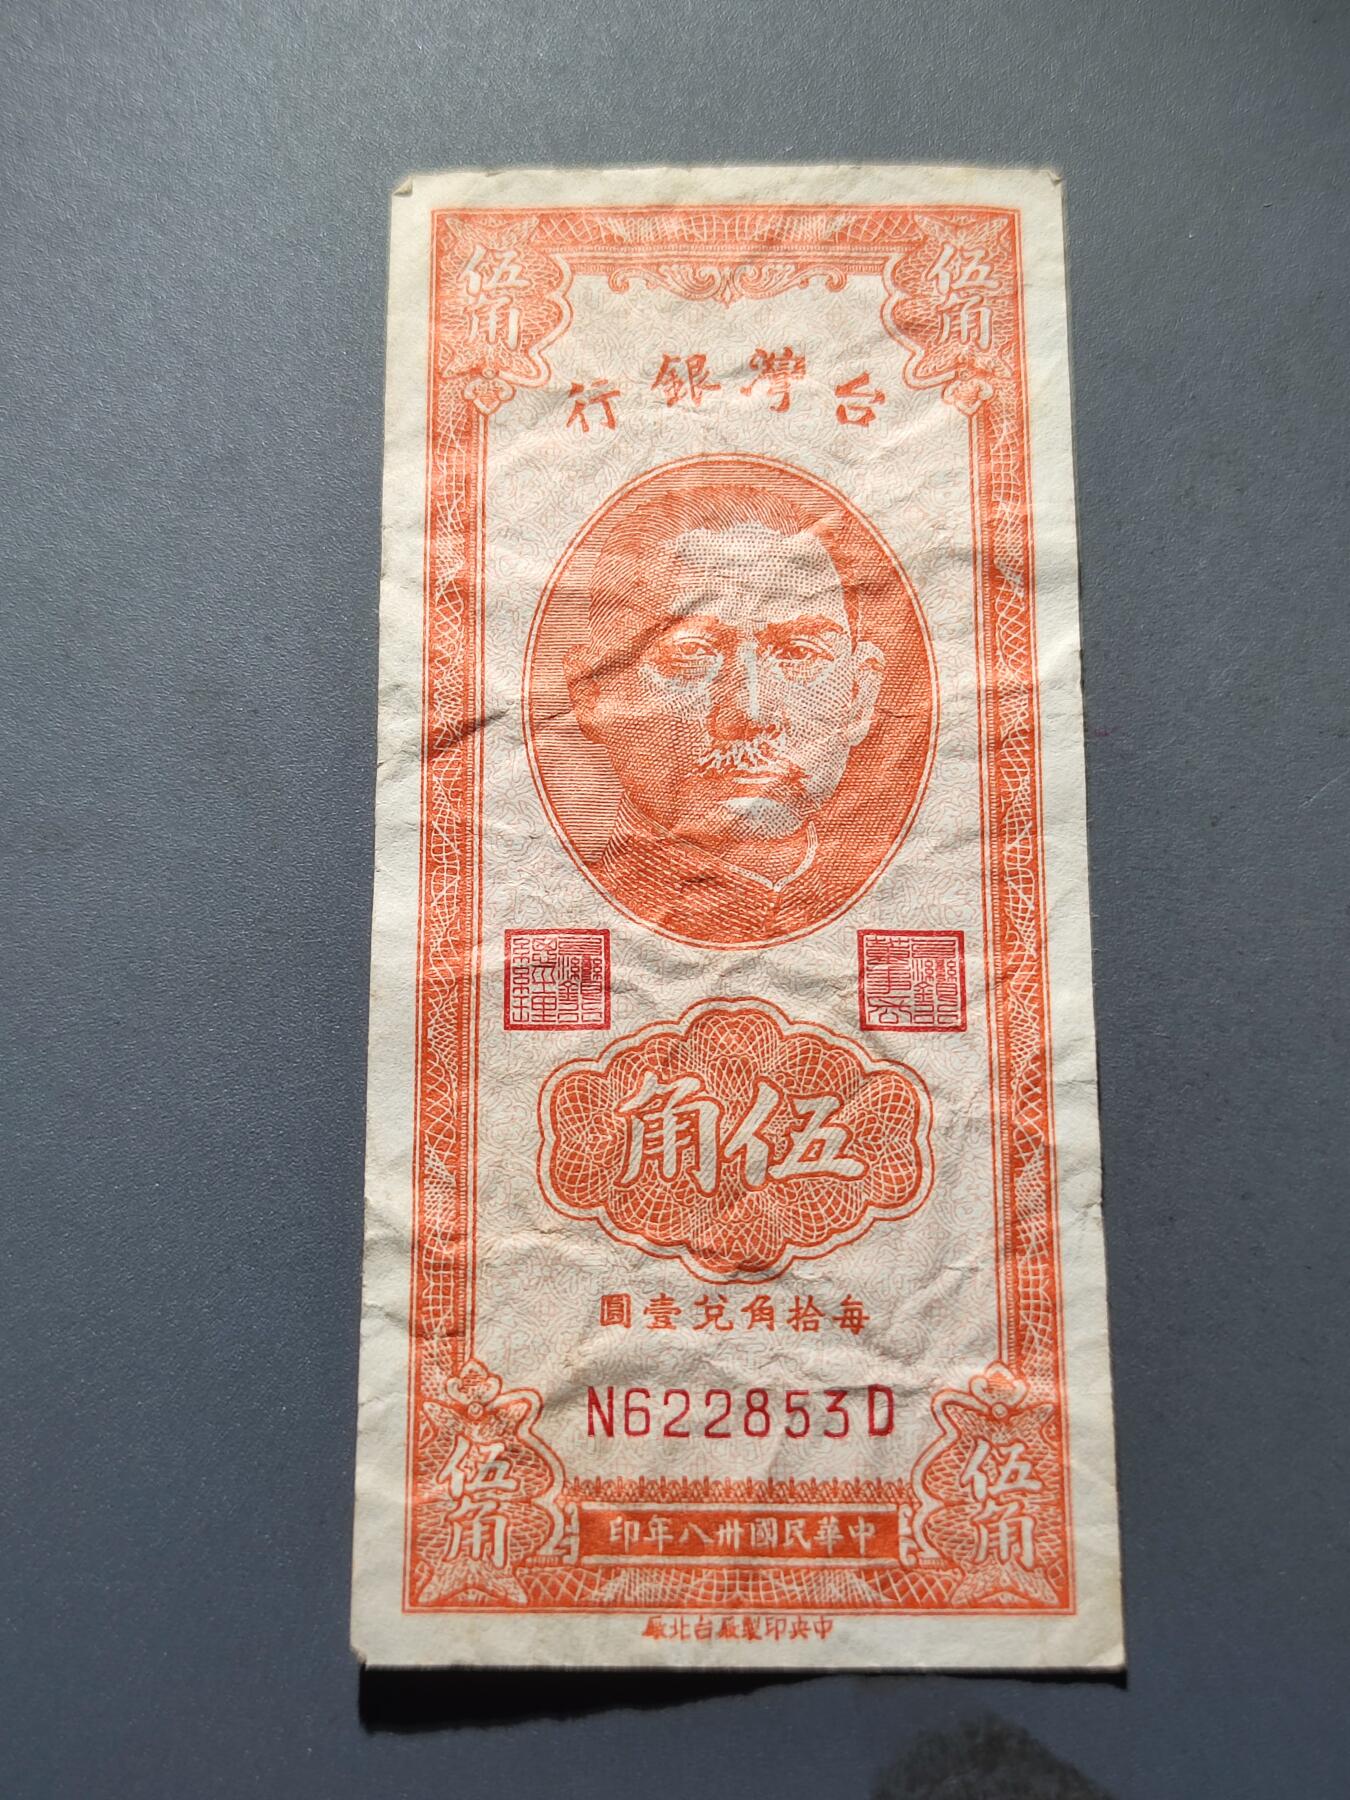 伍角
伍角
台灣銀行
伍角
每拾角兌壹圓
N622853D
伍角
伍角
中華民國卅八年印
中央印製廠台北廠